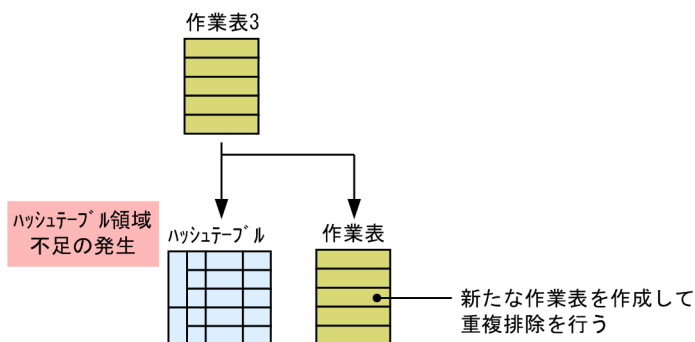 作業表3
ﾊｯｼｭﾃｰﾌﾞﾙ領域
不足の発生
ﾊｯｼｭﾃｰﾌﾞﾙ
作業表
新たな作業表を作成して
重複排除を行う